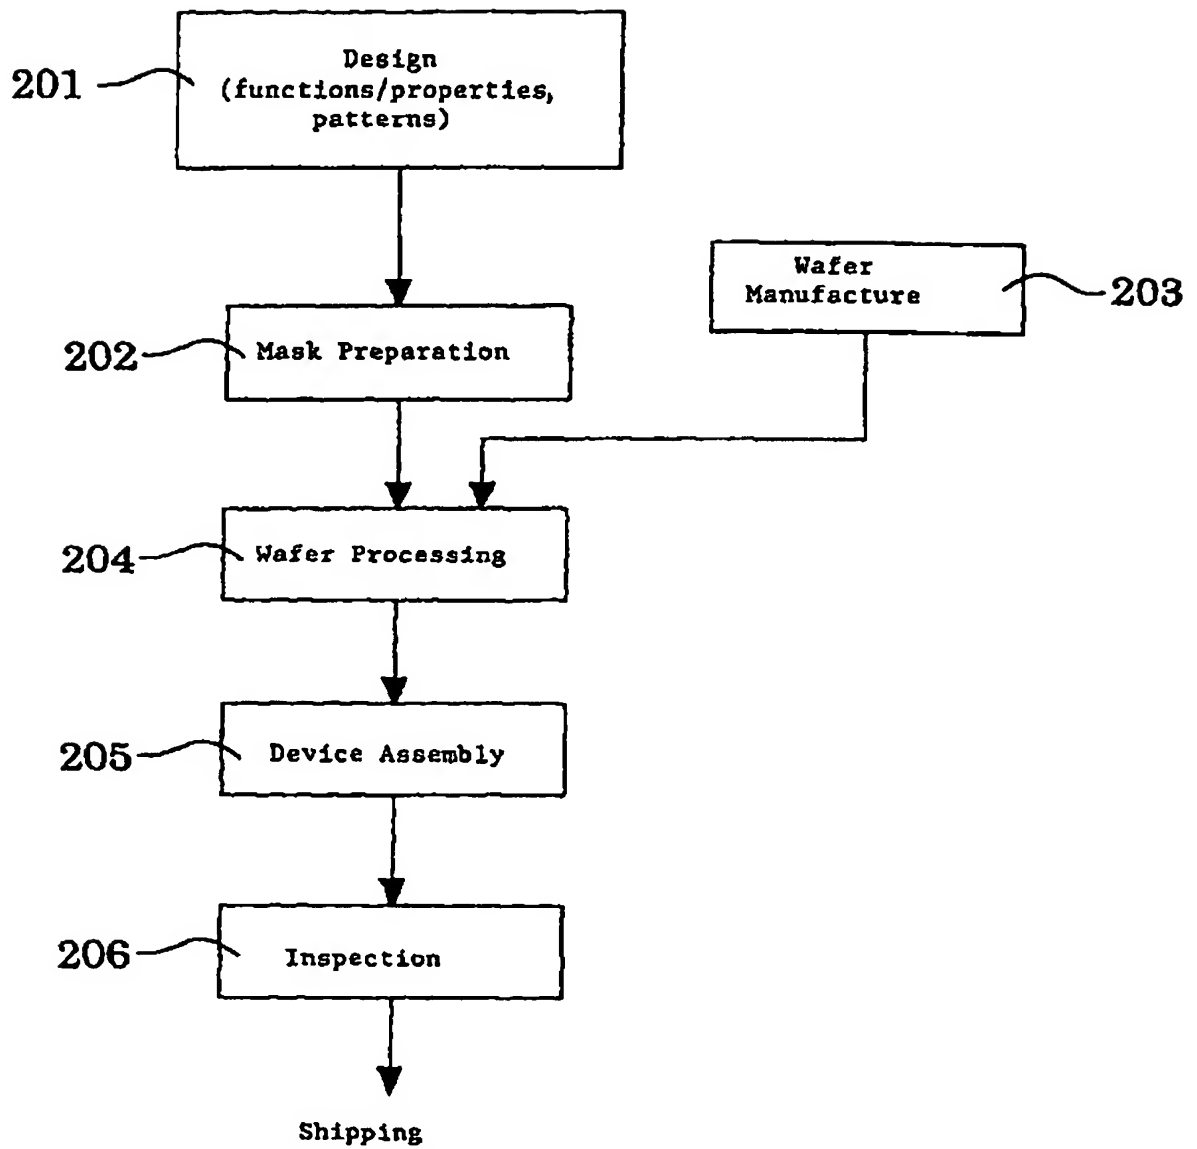 201
Design
(functions/properties,
patterns)
Wafer
Manufacture
203
202
Mask Preparation
204
Wafer Processing
205
Device Assembly
206
Inspection
Shipping